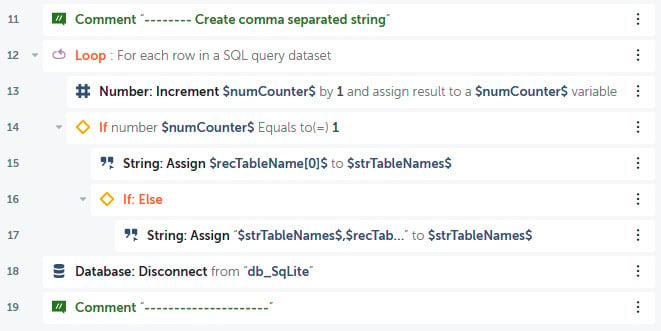 11 Comment "-------- Create comma separated string"
12 Loop : For each row in a SQL query dataset
13 Number: Increment $numCounter$ by 1 and assign result to a $numCounter$ variable
14 If number $numCounter$ Equals to(=) 1
15 String: Assign $recTableName[0]$ to $strTableNames$
16 If: Else
17 String: Assign "$strTableNames$,$recTab..." to $strTableNames$
18 Database: Disconnect from "db_SqLite"
19 Comment "---------------------"